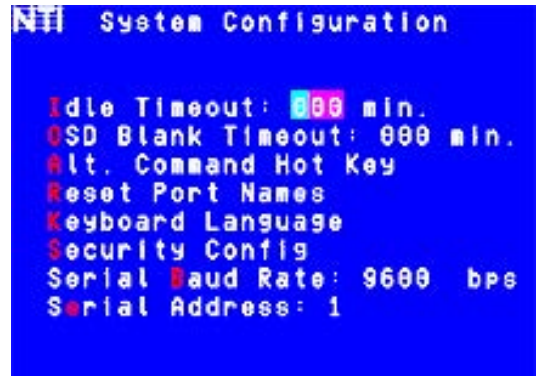 NTI System Configuration
Idle Timeout: 000 min.
OSD Blank Timeout: 000 min.
Alt. Command Hot Key
Reset Port Names
Keyboard Language
Security Config
Serial Baud Rate: 9600 bps
Serial Address: 1